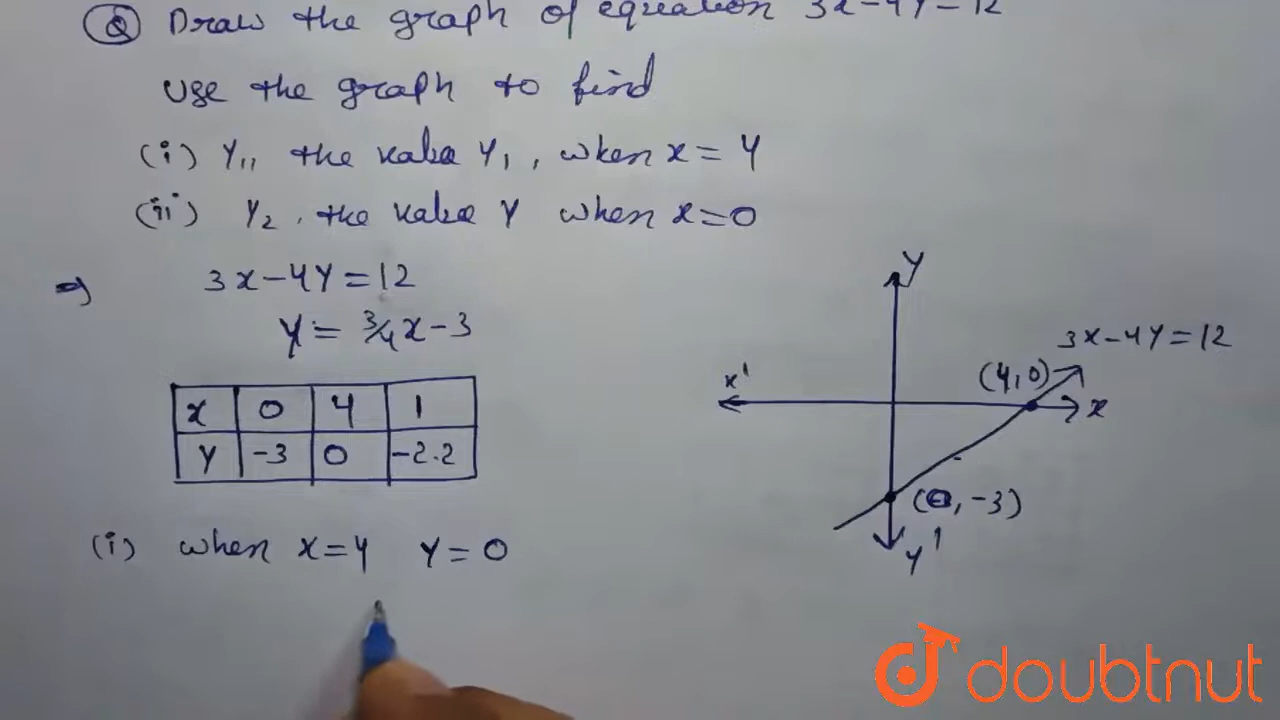 Q Draw the graph of equation 3x-4y=12
Use the graph to find
(i) Y₁, the value Y₁, when x=4
(ii) Y₂. the value Y when x=0
⇒ 3x-4Y=12
Y = 3/4x-3
x 0 4 1
Y -3 0 -2.2
(i) when x=4 Y=0
Y
3x-4Y=12
(4,0)
x'
x
(0,-3)
Y'
doubtnut